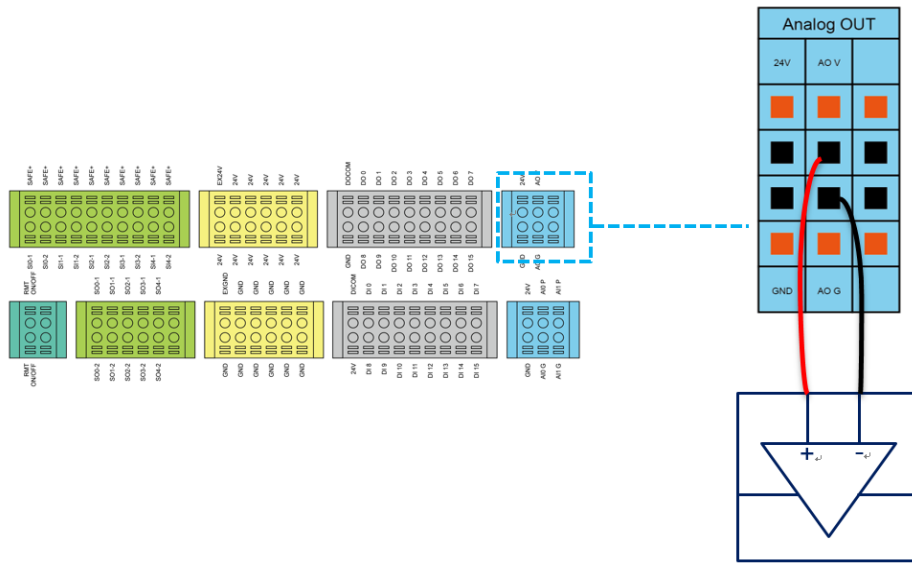 Analog OUT
24V AO V
GND AO G
SAFE+ SAFE+ SAFE+ SAFE+ SAFE+ SAFE+ SAFE+ SAFE+ SAFE+ SAFE+
EX24V 24V 24V 24V 24V 24V
DOCOM DO 0 DO 1 DO 2 DO 3 DO 4 DO 5 DO 6 DO 7
24V AO
SI0-1 SI0-2 SI1-1 SI1-2 SI2-1 SI2-2 SI3-1 SI3-2 SI4-1 SI4-2
24V 24V 24V 24V 24V 24V
GND DO 8 DO 9 DO 10 DO 11 DO 12 DO 13 DO 14 DO 15
GND AO G
RMT
ON/OFF
SO0-1 SO1-1 SO2-1 SO3-1 SO4-1
EXGND GND GND GND GND GND
DICOM DI 0 DI 1 DI 2 DI 3 DI 4 DI 5 DI 6 DI 7
24V AI0 P AI1 P
RMT
ON/OFF
SO0-2 SO1-2 SO2-2 SO3-2 SO4-2
GND GND GND GND GND GND
24V DI 8 DI 9 DI 10 DI 11 DI 12 DI 13 DI 14 DI 15
GND AI0 G AI1 G
+ -